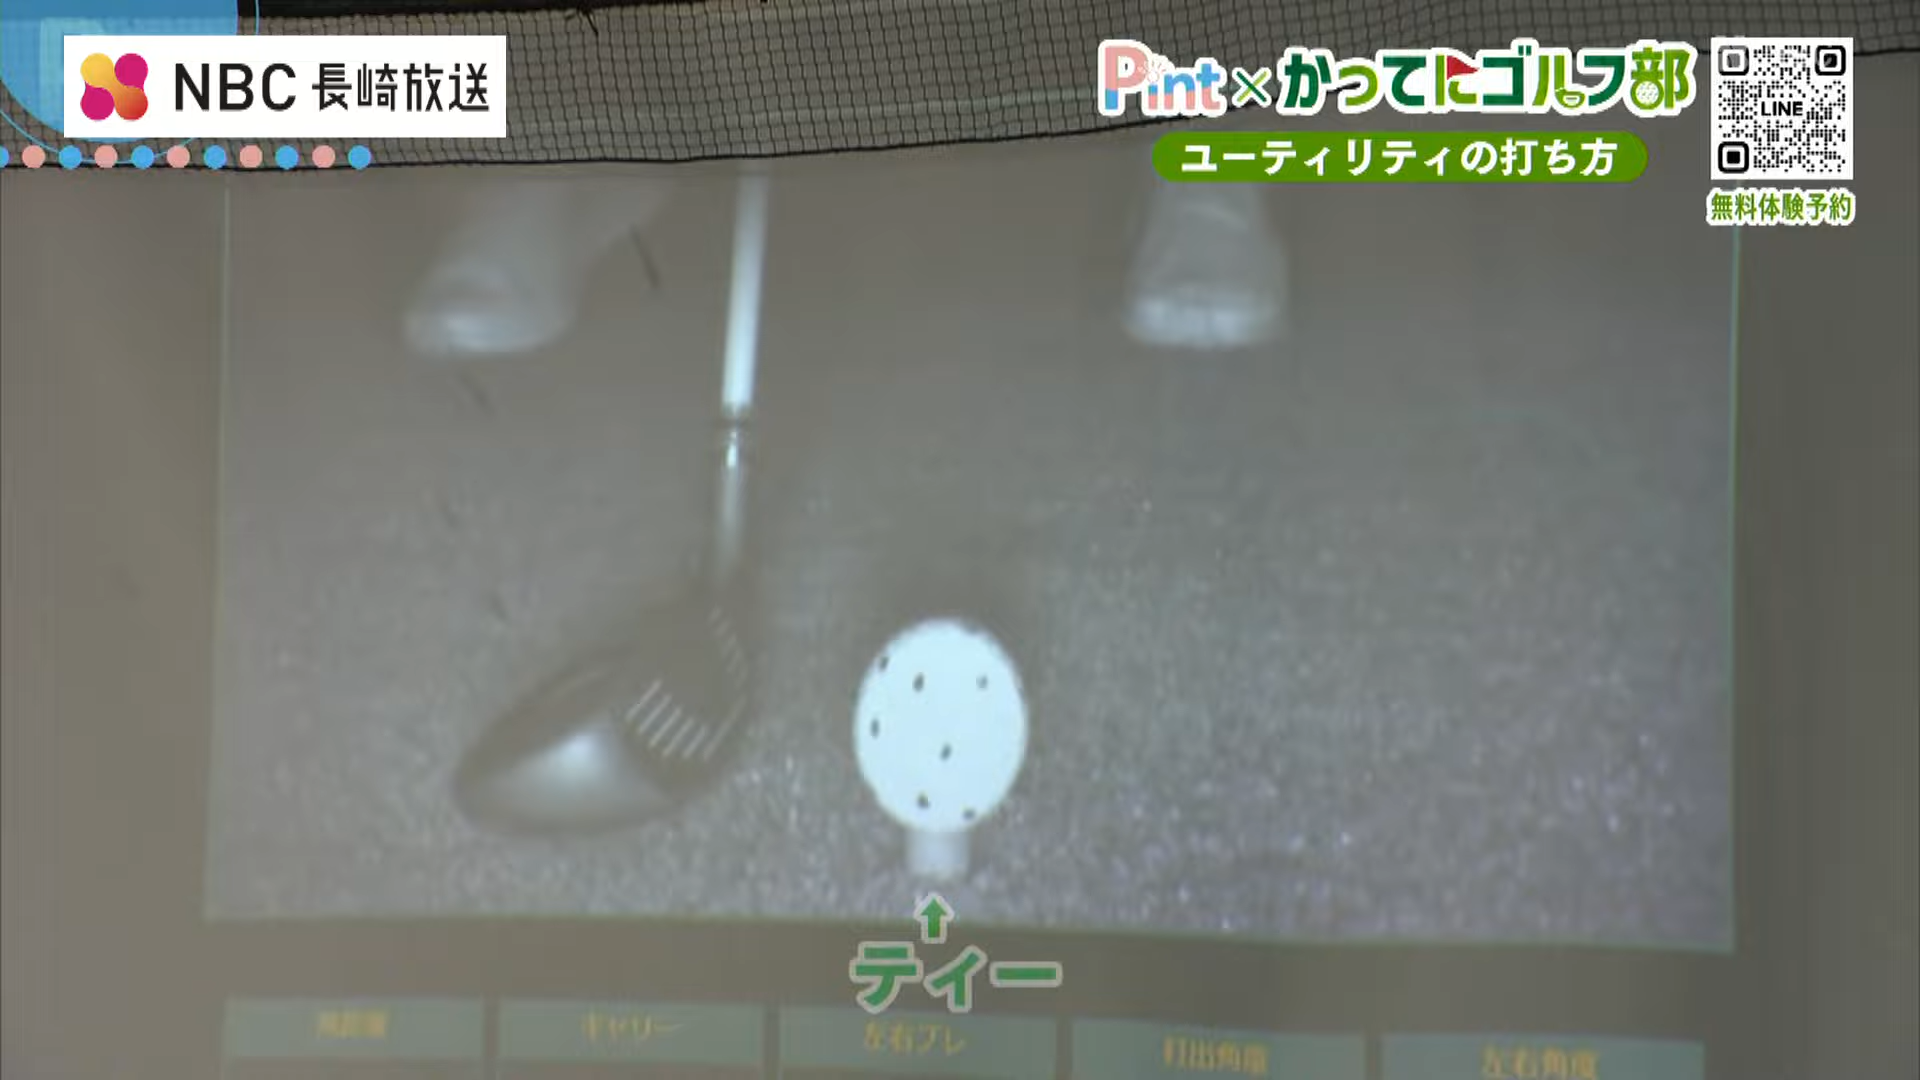 NBC 長崎放送
Pint×かってにゴルフ部
ユーティリティの打ち方
LINE
無料体験予約
ティー
キャリー
左右ブレ
打出角度
左右角度